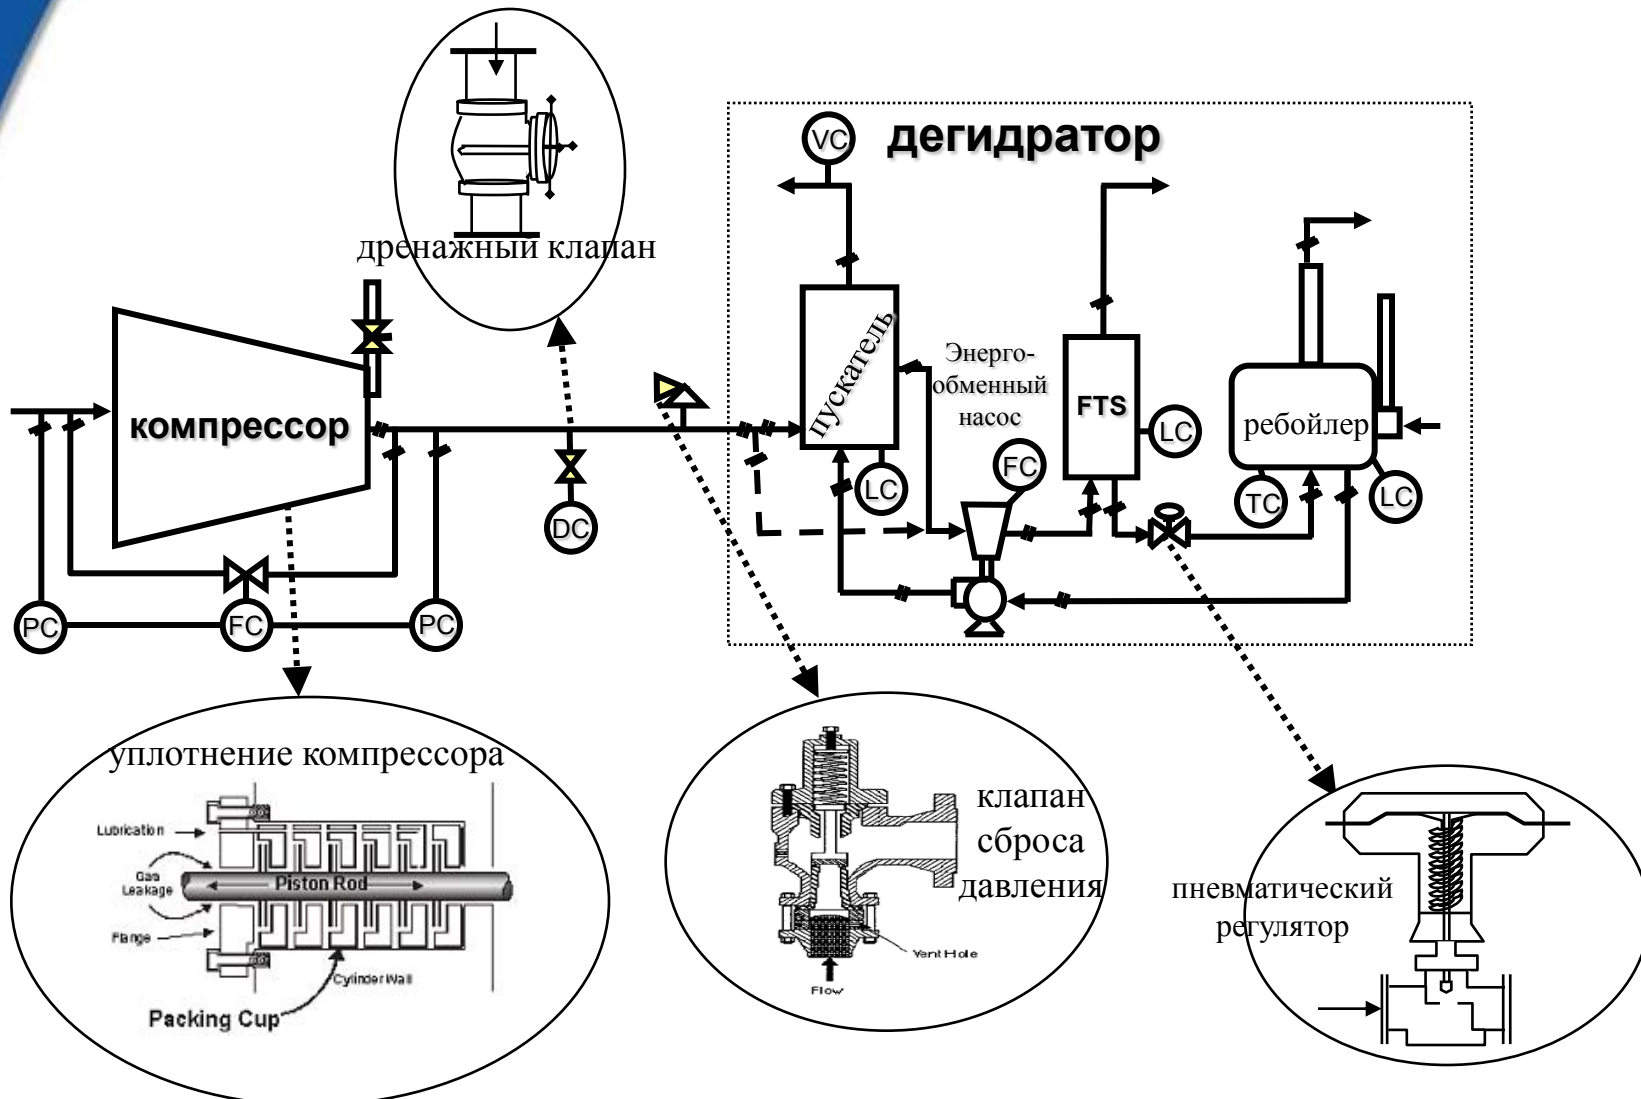 дренажный клапан
VC
дегидратор
компрессор
пускатель
Энерго-
обменный
насос
FTS
LC
ребойлер
FC
LC
TC
LC
DC
PC
FC
PC
уплотнение компрессора
Lubrication
Gas
Leakage
Piston Rod
Flange
Cylinder Wall
Packing Cup
клапан
сброса
давления
Vent Hole
Flow
пневматический
регулятор